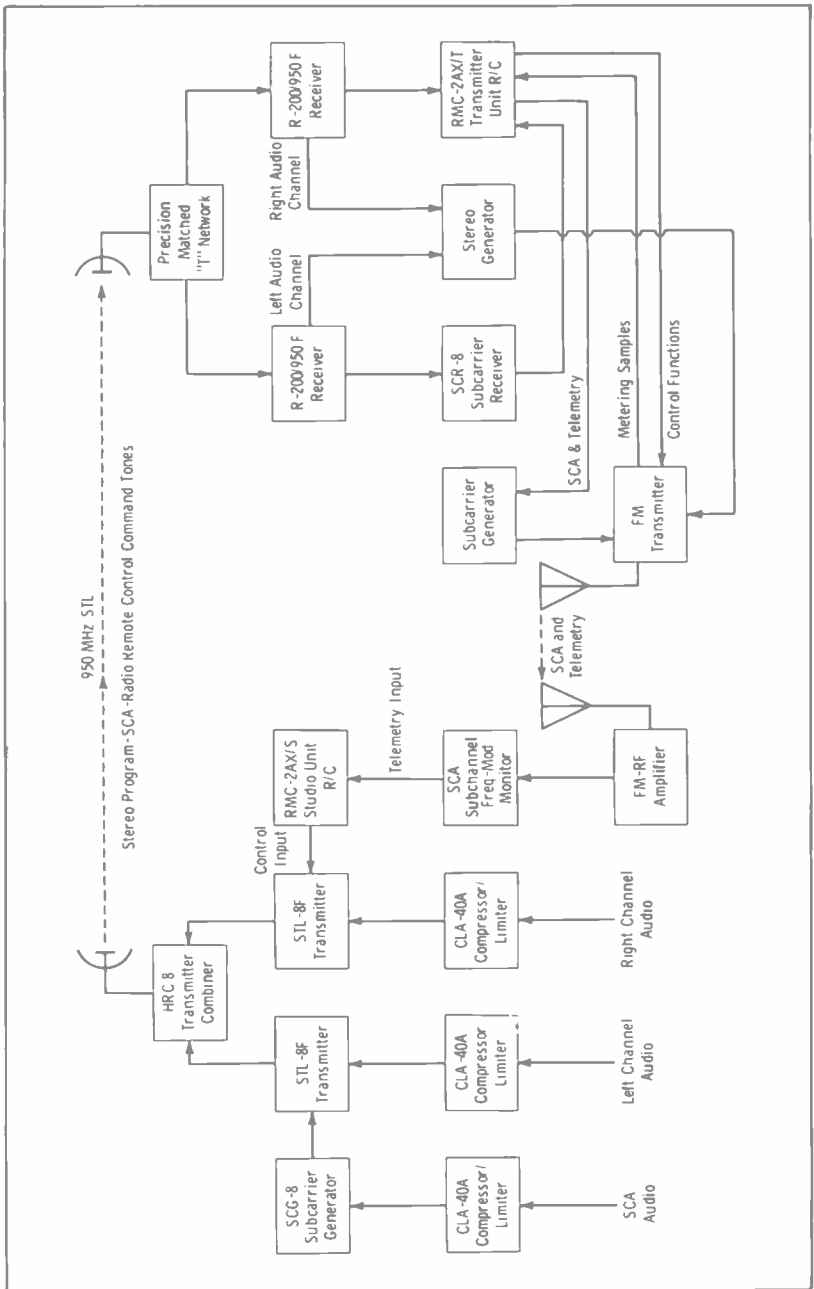 950 MHz STL
Stereo Program-SCA-Radio Remote Control Command Tones
HRC 8
Transmitter
Combiner
Precision
Matched
"T" Network
STL-8F
Transmitter
STL-8F
Transmitter
Control
Input
RMC-2AX/S
Studio Unit
R/C
SCG-8
Subcarrier
Generator
CLA-40A
Compressor/
Limiter
CLA-40A
Compressor
Limiter
CLA-40A
Compressor/
Limiter
SCA
Audio
Left Channel
Audio
Right Channel
Audio
Telemetry Input
SCA
Subchannel
Freq-Mod
Monitor
FM-RF
Amplifier
SCA and
Telemetry
R-200/950 F
Receiver
R-200/950 F
Receiver
Left Audio
Channel
Right Audio
Channel
SCR-8
Subcarrier
Receiver
Stereo
Generator
RMC-2AX/T
Transmitter
Unit R/C
Subcarrier
Generator
SCA & Telemetry
Metering Samples
Control Functions
FM
Transmitter